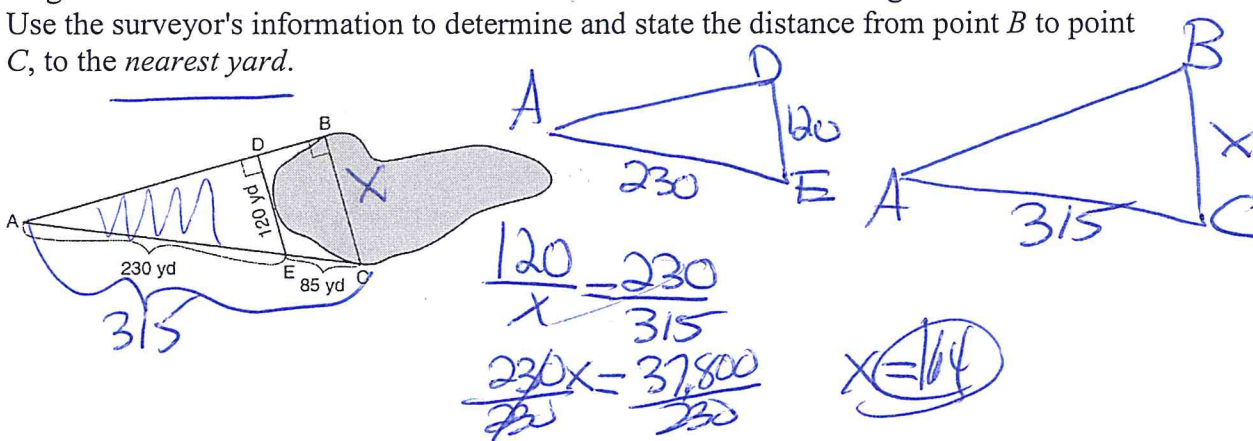 Use the surveyor's information to determine and state the distance from point B to point
C, to the nearest yard.
A
D
B
120 yd
X
E
C
230 yd
85 yd
315
A
D
120
230
E
B
X
A
315
C
120/x = 230/315
230x/230 = 37,800/230
x = 164